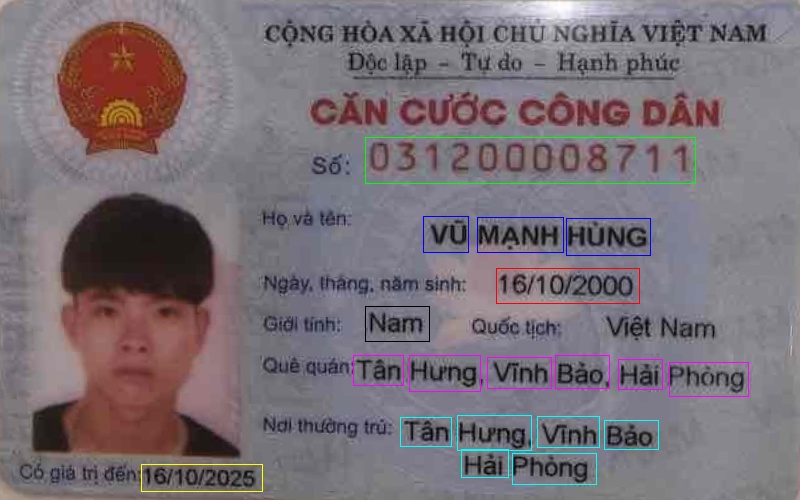 CỘNG HÒA XÃ HỘI CHỦ NGHĨA VIỆT NAM
Độc lập - Tự do - Hạnh phúc
CĂN CƯỚC CÔNG DÂN
Số: 031200008711
Họ và tên:
VŨ MẠNH HÙNG
Ngày, tháng, năm sinh: 16/10/2000
Giới tính: Nam Quốc tịch: Việt Nam
Quê quán: Tân Hưng, Vĩnh Bảo, Hải Phòng
Nơi thường trú: Tân Hưng, Vĩnh Bảo
Hải Phòng
Có giá trị đến: 16/10/2025